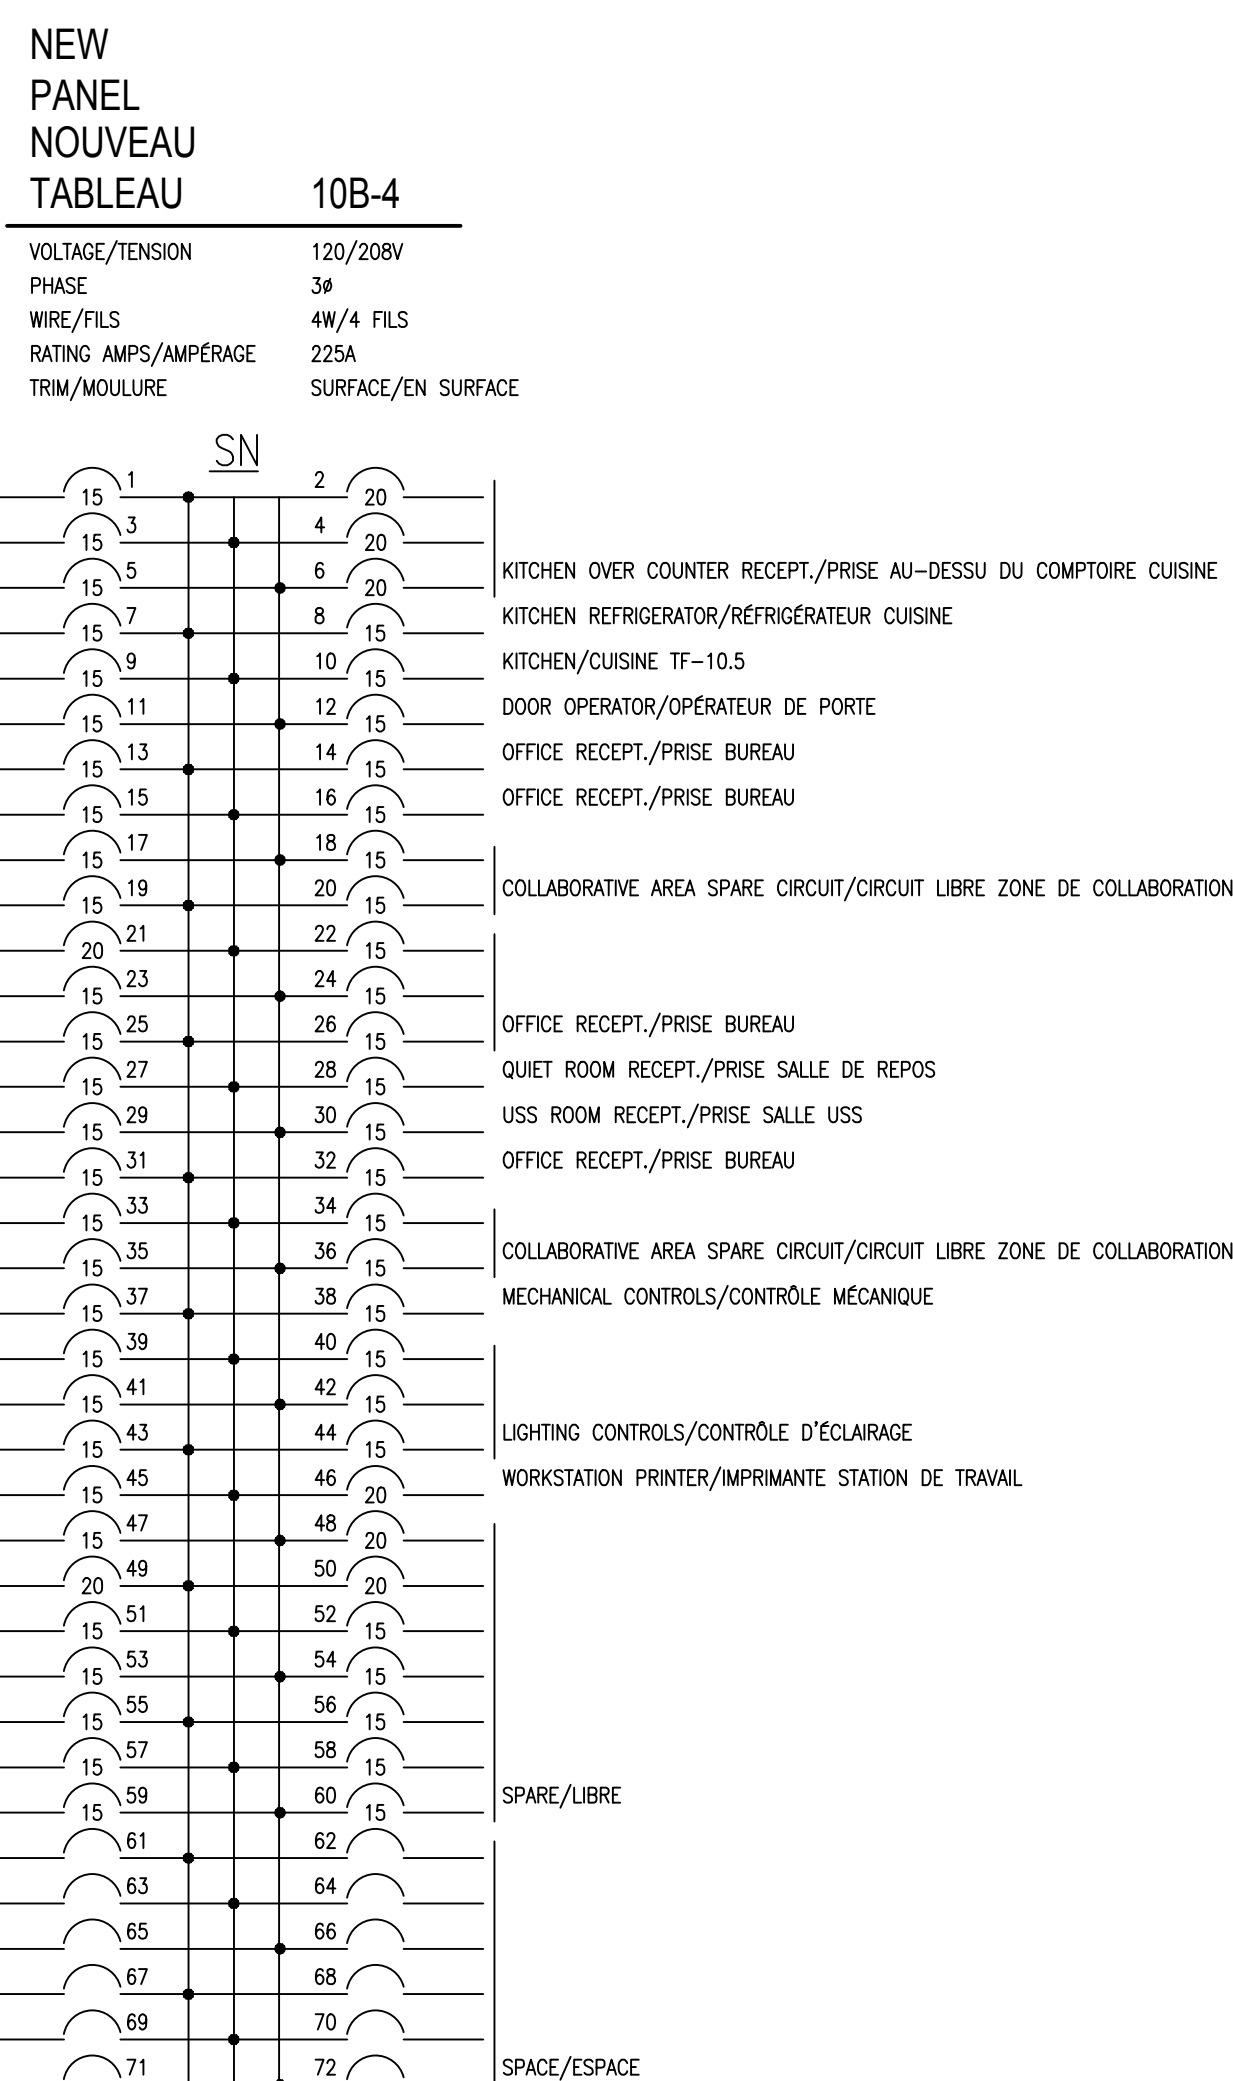 NEW
PANEL
NOUVEAU
TABLEAU 10B-4
VOLTAGE/TENSION 120/208V
PHASE 3ø
WIRE/FILS 4W/4 FILS
RATING AMPS/AMPÉRAGE 225A
TRIM/MOULURE SURFACE/EN SURFACE
SN
15 1 2 20
15 3 4 20
15 5 6 20 KITCHEN OVER COUNTER RECEPT./PRISE AU-DESSU DU COMPTOIRE CUISINE
15 7 8 15 KITCHEN REFRIGERATOR/RÉFRIGÉRATEUR CUISINE
15 9 10 15 KITCHEN/CUISINE TF-10.5
15 11 12 15 DOOR OPERATOR/OPÉRATEUR DE PORTE
15 13 14 15 OFFICE RECEPT./PRISE BUREAU
15 15 16 15 OFFICE RECEPT./PRISE BUREAU
15 17 18 15
15 19 20 15 COLLABORATIVE AREA SPARE CIRCUIT/CIRCUIT LIBRE ZONE DE COLLABORATION
20 21 22 15
15 23 24 15
15 25 26 15 OFFICE RECEPT./PRISE BUREAU
15 27 28 15 QUIET ROOM RECEPT./PRISE SALLE DE REPOS
15 29 30 15 USS ROOM RECEPT./PRISE SALLE USS
15 31 32 15 OFFICE RECEPT./PRISE BUREAU
15 33 34 15
15 35 36 15 COLLABORATIVE AREA SPARE CIRCUIT/CIRCUIT LIBRE ZONE DE COLLABORATION
15 37 38 15 MECHANICAL CONTROLS/CONTRÔLE MÉCANIQUE
15 39 40 15
15 41 42 15
15 43 44 15 LIGHTING CONTROLS/CONTRÔLE D'ÉCLAIRAGE
15 45 46 20 WORKSTATION PRINTER/IMPRIMANTE STATION DE TRAVAIL
15 47 48 20
20 49 50 20
15 51 52 15
15 53 54 15
15 55 56 15
15 57 58 15
15 59 60 15 SPARE/LIBRE
61 62
63 64
65 66
67 68
69 70
71 72 SPACE/ESPACE